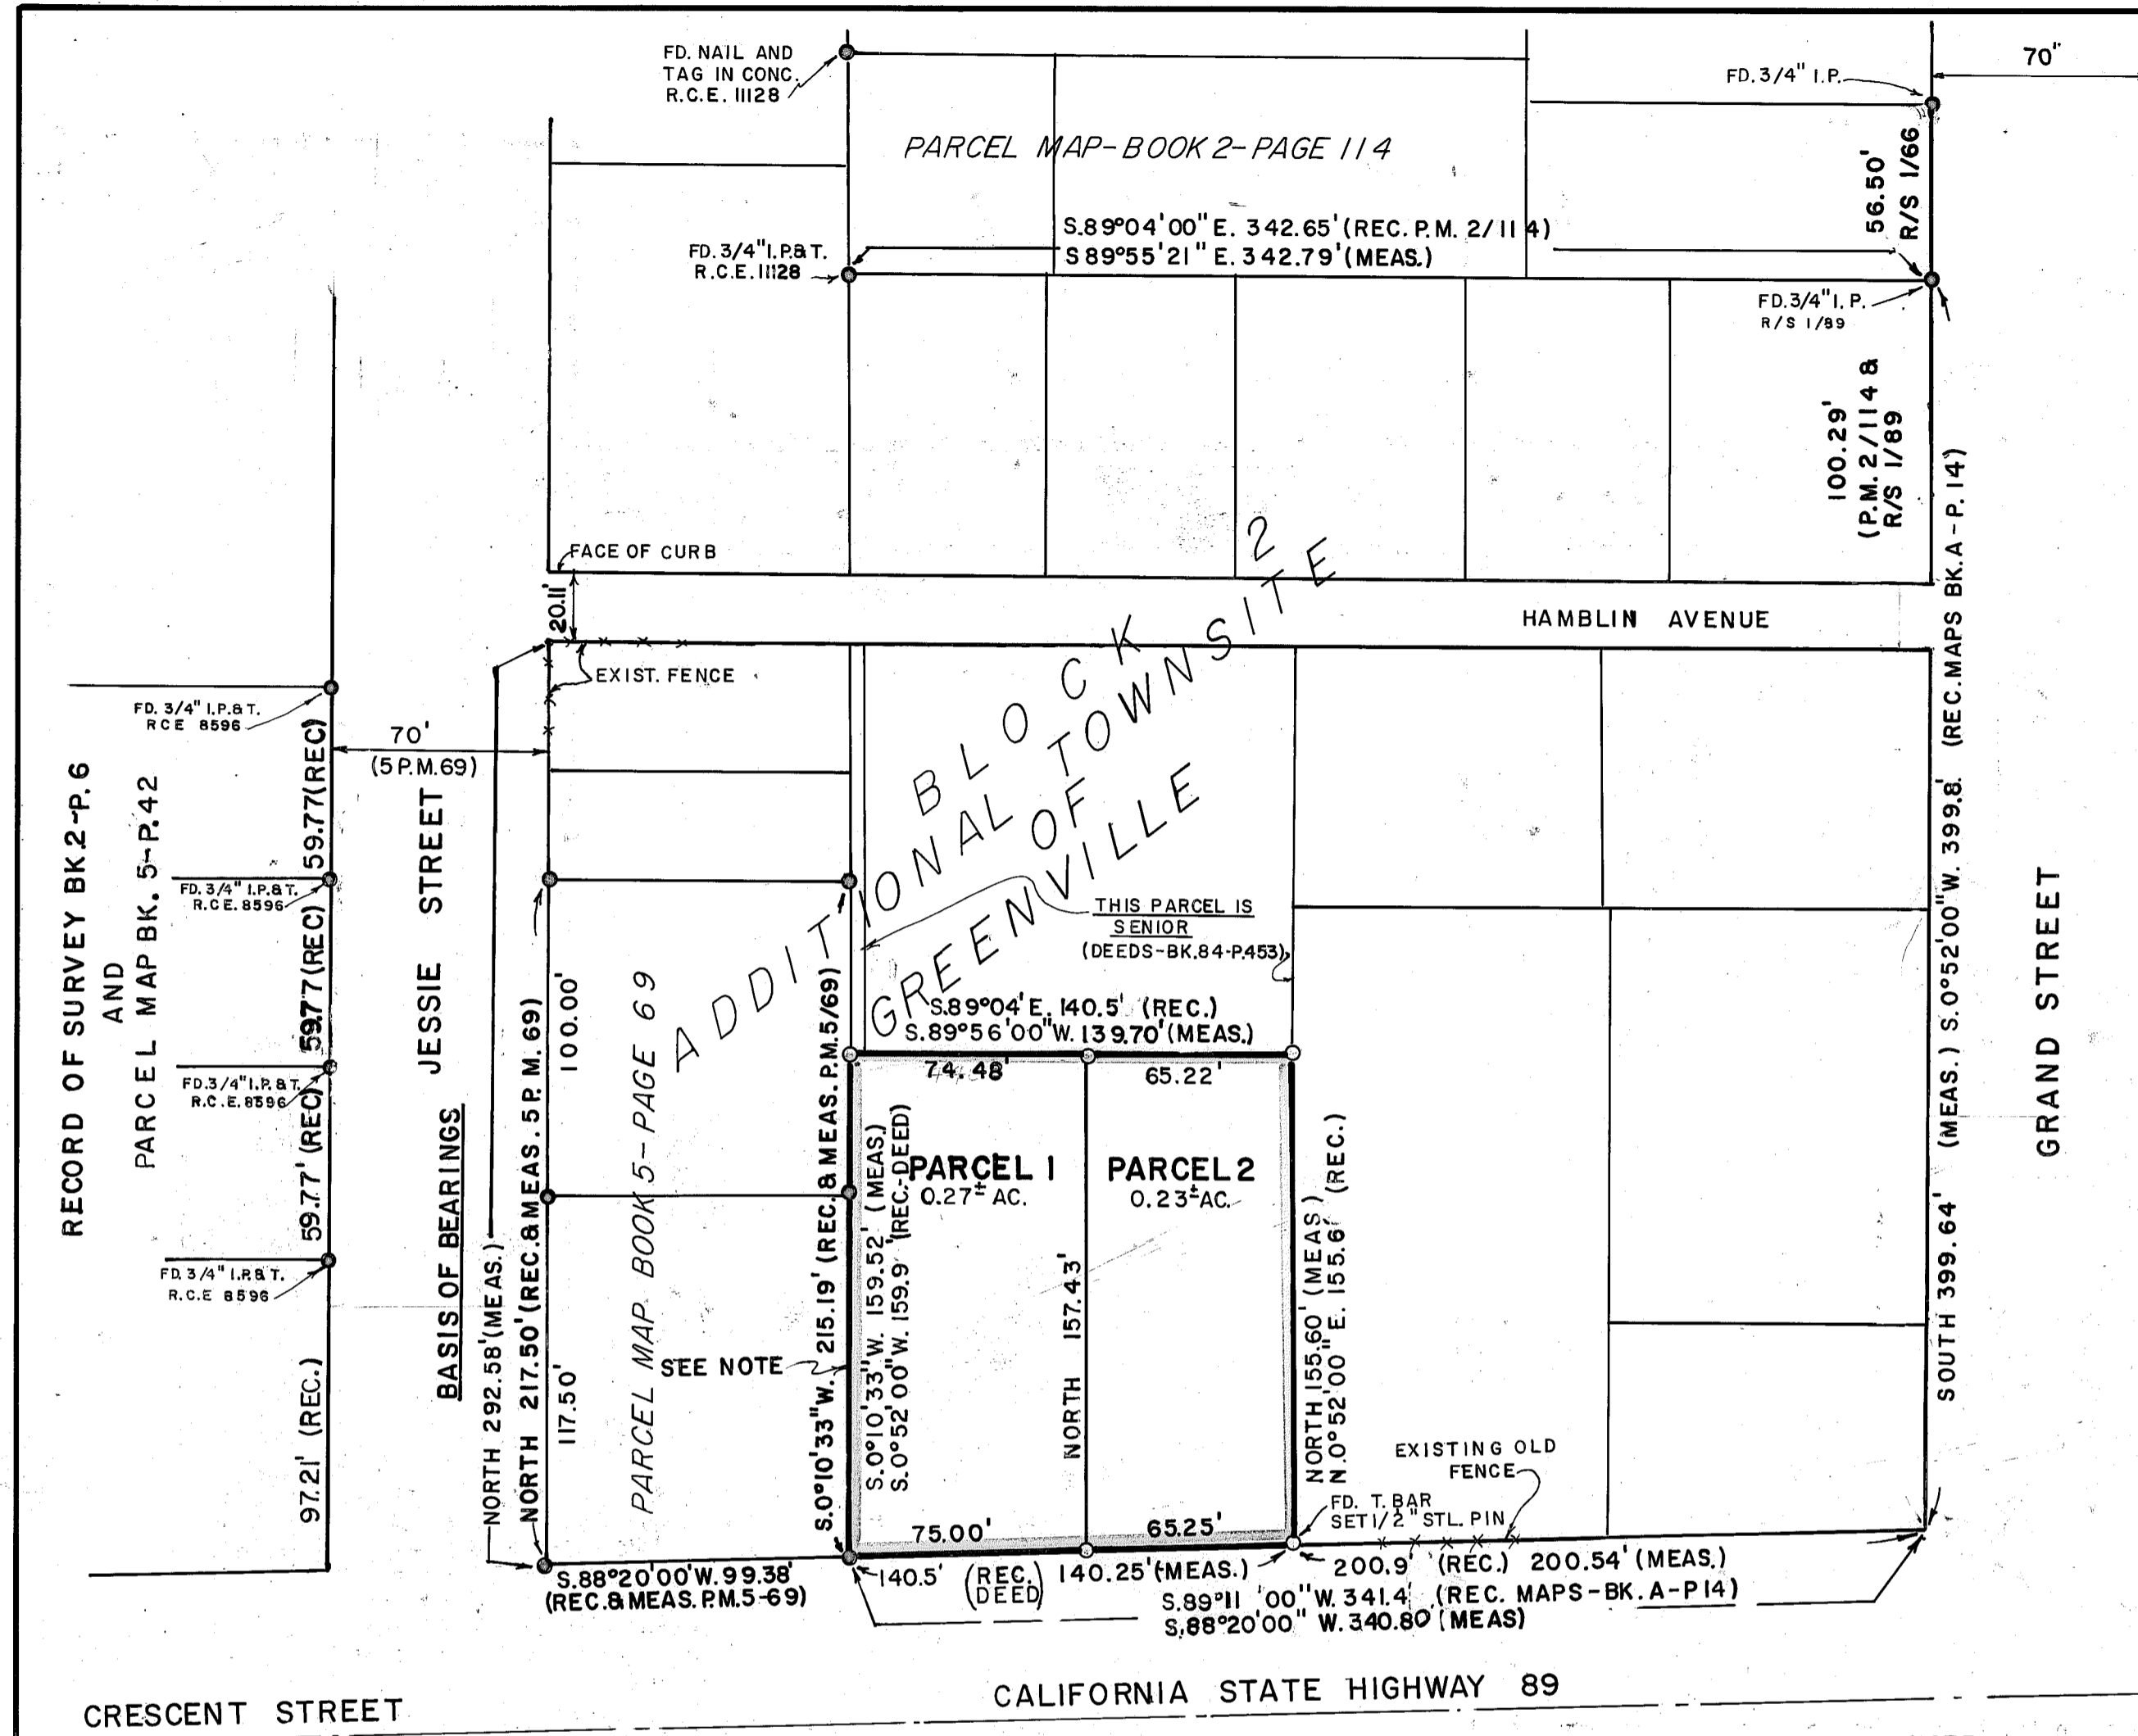 FD. NAIL AND
TAG IN CONC.
R.C.E. 11128
FD. 3/4" I.P.
70"
PARCEL MAP-BOOK 2-PAGE 114
56.50'
R/S 1/66
S.89°04'00" E. 342.65' (REC. P.M. 2/114)
S 89°55'21" E. 342.79' (MEAS.)
FD. 3/4" I.P.& T.
R.C.E. 11128
FD. 3/4" I. P.
R/S 1/89
100.29'
(P.M. 2/114 &
R/S 1/89
FACE OF CURB
20.11'
HAMBLIN AVENUE
EXIST. FENCE
BLOCK 2
ADDITIONAL TOWNSITE
OF
GREENVILLE
FD. 3/4" I.P.& T.
RCE 8596
70'
(5 P.M. 69)
RECORD OF SURVEY BK.2-P. 6
AND
PARCEL MAP BK. 5-P. 42
59.77 (REC)
FD. 3/4" I.P.& T.
R.C.E. 8596
59.77 (REC)
FD. 3/4" I.P. & T.
R.C.E. 8596
59.77' (REC)
FD. 3/4" I.P.& T.
R.C.E 8596
97.21' (REC.)
JESSIE STREET
BASIS OF BEARINGS
NORTH 292.58' (MEAS.)
NORTH 217.50' (REC.& MEAS. 5 P. M. 69)
100.00'
117.50'
PARCEL MAP BOOK 5-PAGE 69
SEE NOTE
S.0°10'33"W. 215.19' (REC. & MEAS. P.M. 5/69)
THIS PARCEL IS
SENIOR
(DEEDS-BK.84-P.453)
S.89°04' E. 140.5' (REC.)
S.89°56'00"W. 139.70' (MEAS.)
74.48'
65.22'
S.0°10'33"W. 159.52' (MEAS.)
S.0°52'00"W. 159.9' (REC.-DEED)
PARCEL 1
0.27± AC.
PARCEL 2
0.23± AC.
NORTH 157.43'
NORTH 155.60' (MEAS)
N.0°52'00" E. 155.6' (REC.)
75.00'
65.25'
EXISTING OLD
FENCE
FD. T. BAR
SET 1/2" STL. PIN
SOUTH 399.64' (MEAS.) S.0°52'00"W. 399.8' (REC. MAPS BK.A-P.14)
GRAND STREET
S.88°20'00"W. 99.38'
(REC.& MEAS. P.M. 5-69)
140.5' (REC. DEED) 140.25' (MEAS.)
200.9' (REC.) 200.54' (MEAS.)
S.89°11'00"W. 341.4' (REC. MAPS-BK. A-P14)
S.88°20'00" W. 340.80' (MEAS)
CALIFORNIA STATE HIGHWAY 89
CRESCENT STREET